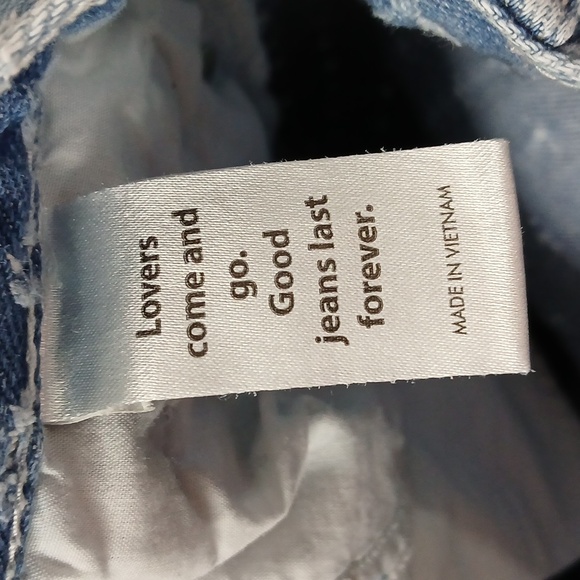 Lovers
come and
go.
Good
jeans last
forever.
MADE IN VIETNAM